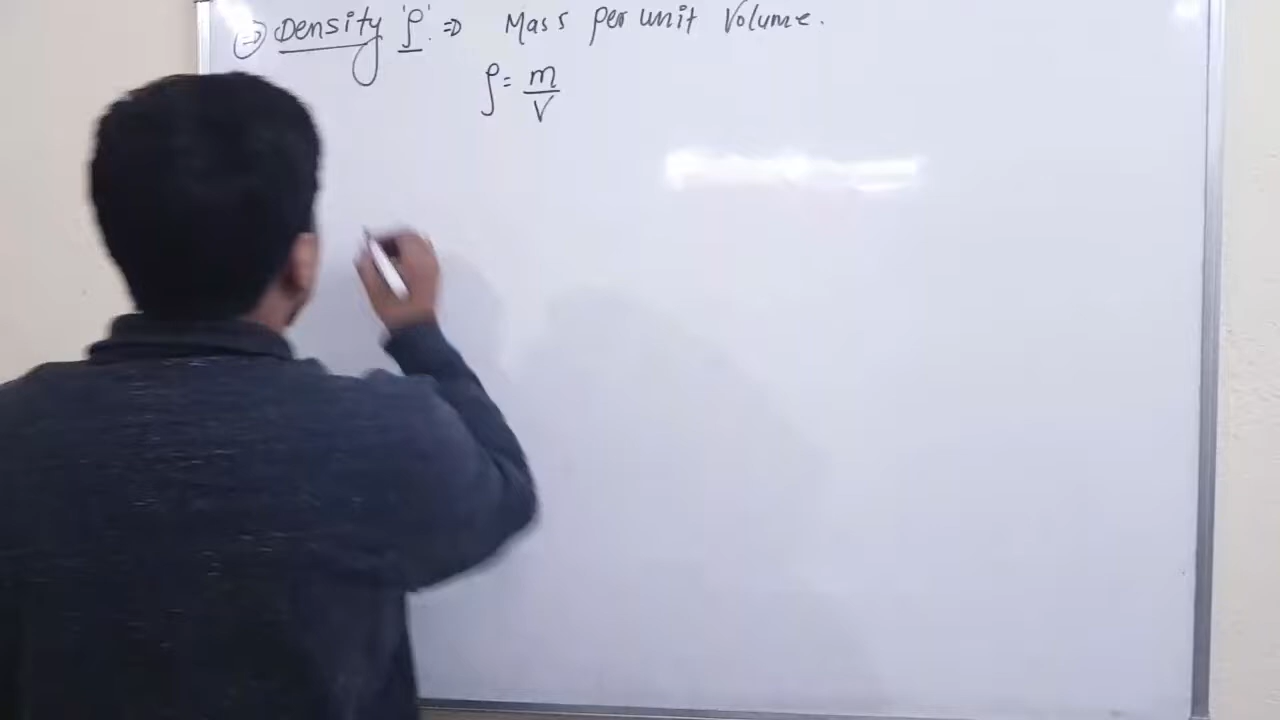 ⇒ Density 'ρ' ⇒ Mass per unit Volume.
ρ = m/V